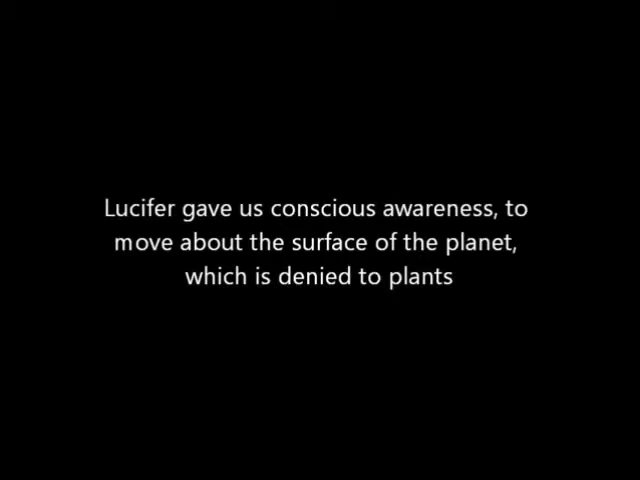 Lucifer gave us conscious awareness, to
move about the surface of the planet,
which is denied to plants